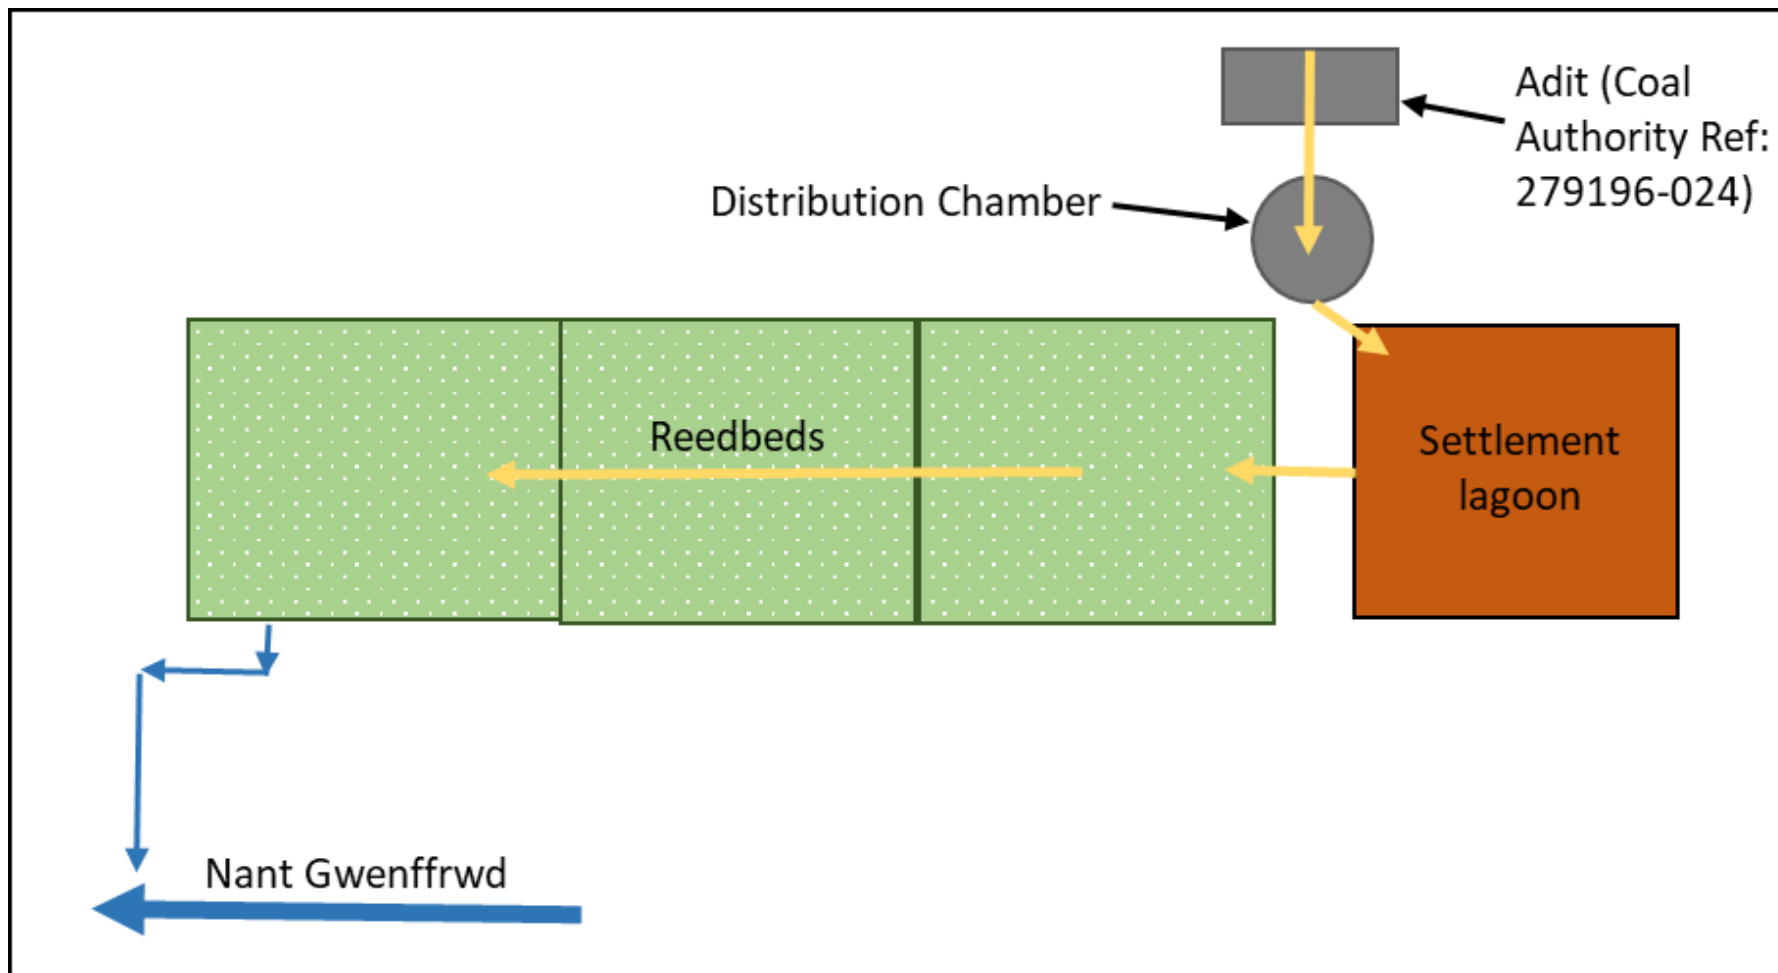 Adit (Coal
Authority Ref:
279196-024)
Distribution Chamber
Reedbeds
Settlement
lagoon
Nant Gwenffrwd